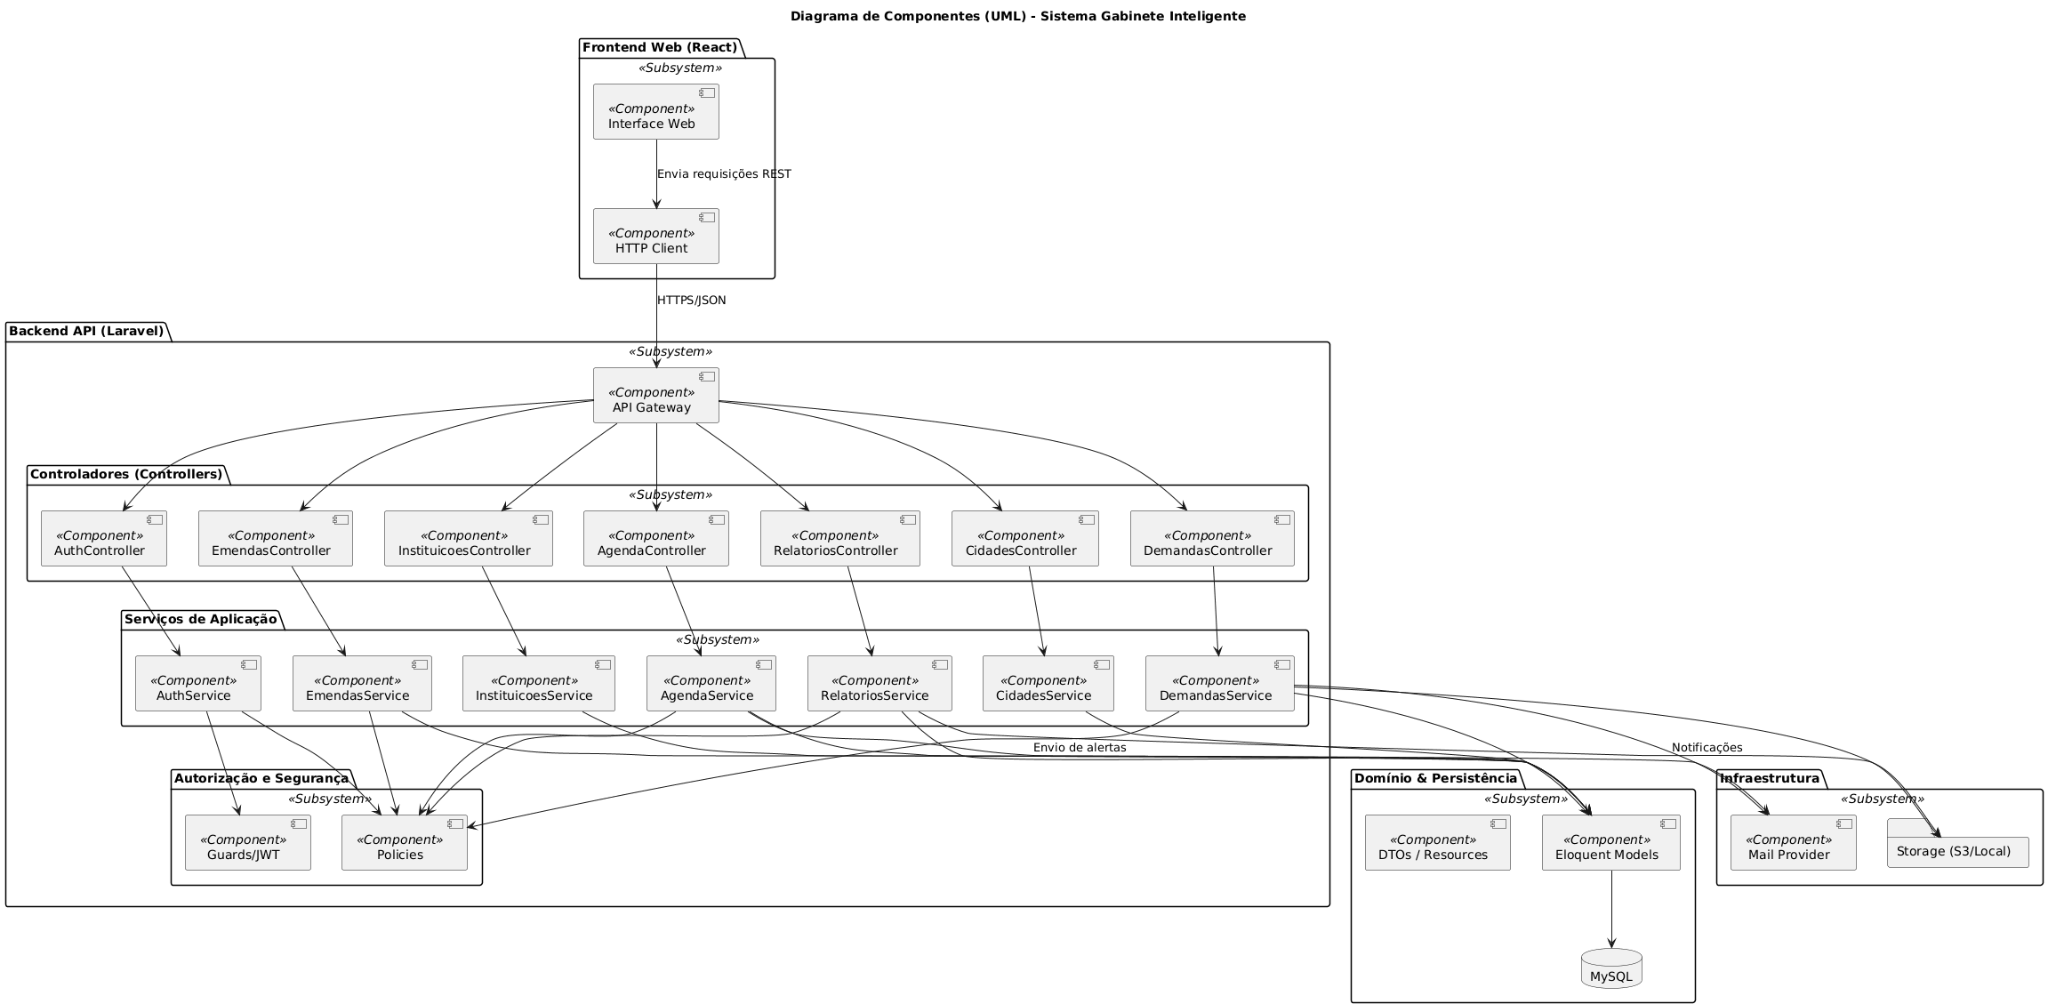 Diagrama de Componentes (UML) - Sistema Gabinete Inteligente
Frontend Web (React)
«Subsystem»
«Component»
Interface Web
Envia requisições REST
«Component»
HTTP Client
HTTPS/JSON
Backend API (Laravel)
«Subsystem»
«Component»
API Gateway
Controladores (Controllers)
«Subsystem»
«Component»
AuthController
«Component»
EmendasController
«Component»
InstituicoesController
«Component»
AgendaController
«Component»
RelatoriosController
«Component»
CidadesController
«Component»
DemandasController
Serviços de Aplicação
«Subsystem»
«Component»
AuthService
«Component»
EmendasService
«Component»
InstituicoesService
«Component»
AgendaService
«Component»
RelatoriosService
«Component»
CidadesService
«Component»
DemandasService
Envio de alertas
Notificações
Autorização e Segurança
«Subsystem»
«Component»
Guards/JWT
«Component»
Policies
Domínio & Persistência
«Subsystem»
«Component»
DTOs / Resources
«Component»
Eloquent Models
MySQL
Infraestrutura
«Subsystem»
«Component»
Mail Provider
Storage (S3/Local)